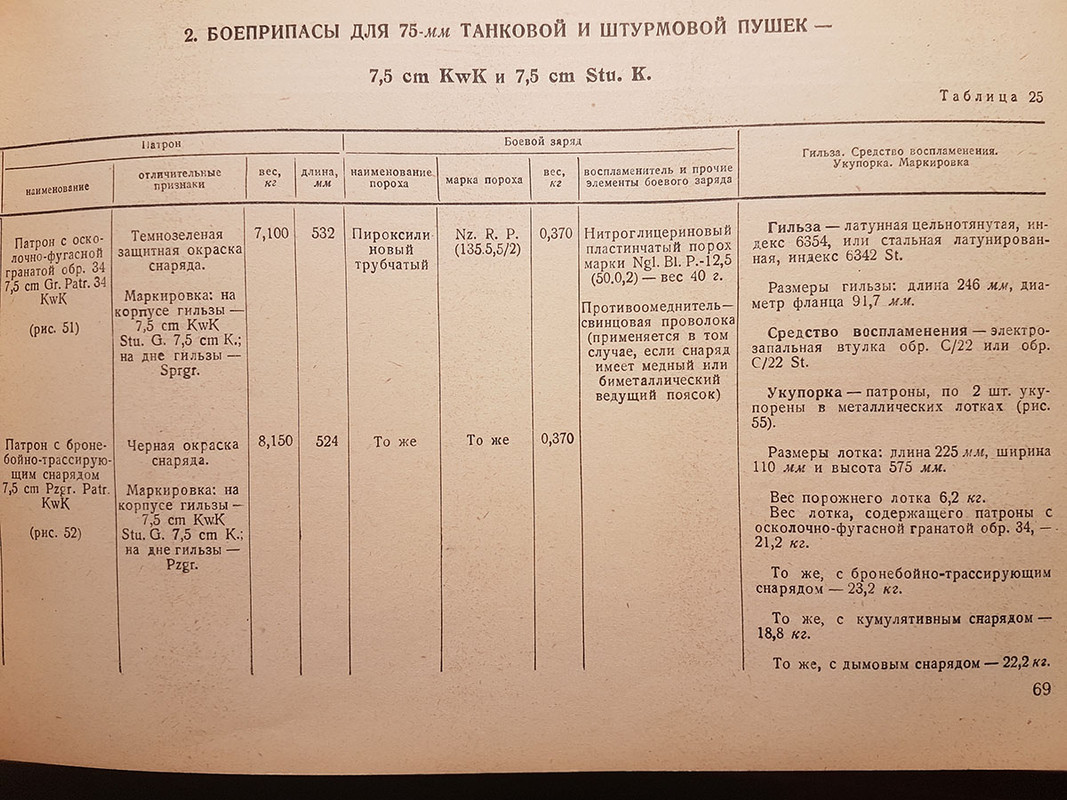 2. БОЕПРИПАСЫ ДЛЯ 75-мм ТАНКОВОЙ И ШТУРМОВОЙ ПУШЕК —
7,5 cm KwK и 7,5 cm Stu. K.
Таблица 25
Патрон
Боевой заряд
Гильза. Средство воспламенения.
Укупорка. Маркировка
наименование
отличительные
признаки
вес,
кг
длина,
мм
наименование
пороха
марка пороха
вес,
кг
воспламенитель и прочие
элементы боевого заряда
Патрон с оско-
лочно-фугасной
гранатой обр. 34
7,5 cm Gr. Patr. 34
KwK
(рис. 51)
Темнозеленая
защитная окраска
снаряда.
Маркировка: на
корпусе гильзы —
7,5 cm KwK
Stu. G. 7,5 cm K.;
на дне гильзы —
Sprgr.
7,100
532
Пироксили-
новый
трубчатый
Nz. R. P.
(135.5,5/2)
0,370
Нитроглицериновый
пластинчатый порох
марки Ngl. Bl. P.-12,5
(50.0,2) — вес 40 г.
Противоомеднитель —
свинцовая проволока
(применяется в том
случае, если снаряд
имеет медный или
биметаллический
ведущий поясок)
Патрон с броне-
бойно-трассирую-
щим снарядом
7,5 cm Pzgr. Patr.
KwK
(рис. 52)
Черная окраска
снаряда.
Маркировка: на
корпусе гильзы —
7,5 cm KwK
Stu. G. 7,5 cm K.;
на дне гильзы —
Pzgr.
8,150
524
То же
То же
0,370
Гильза — латунная цельнотянутая, ин-
декс 6354, или стальная латунирован-
ная, индекс 6342 St.
Размеры гильзы: длина 246 мм, диа-
метр фланца 91,7 мм.
Средство воспламенения — электро-
запальная втулка обр. C/22 или обр.
C/22 St.
Укупорка — патроны, по 2 шт. уку-
порены в металлических лотках (рис.
55).
Размеры лотка: длина 225 мм, ширина
110 мм и высота 575 мм.
Вес порожнего лотка 6,2 кг.
Вес лотка, содержащего патроны с
осколочно-фугасной гранатой обр. 34, —
21,2 кг.
То же, с бронебойно-трассирующим
снарядом — 23,2 кг.
То же, с кумулятивным снарядом —
18,8 кг.
То же, с дымовым снарядом — 22,2 кг.
69